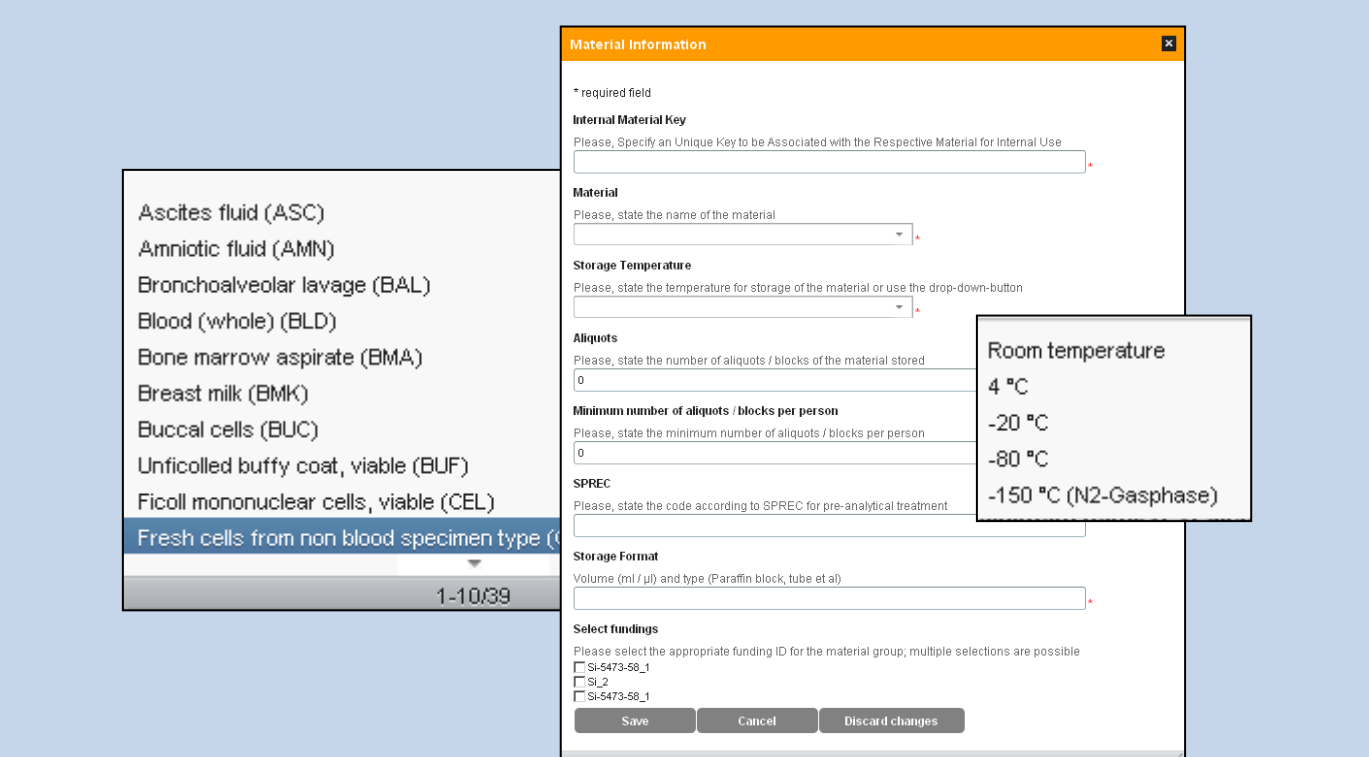 Material Information
* required field
Internal Material Key
Please, Specify an Unique Key to be Associated with the Respective Material for Internal Use
*
Material
Please, state the name of the material
*
Storage Temperature
Please, state the temperature for storage of the material or use the drop-down-button
*
Aliquots
Please, state the number of aliquots / blocks of the material stored
0
Minimum number of aliquots / blocks per person
Please, state the minimum number of aliquots / blocks per person
0
SPREC
Please, state the code according to SPREC for pre-analytical treatment
Storage Format
Volume (ml / µl) and type (Paraffin block, tube et al)
*
Select fundings
Please select the appropriate funding ID for the material group; multiple selections are possible
Si-5473-58_1
Si_2
Si-5473-58_1
Save Cancel Discard changes
Ascites fluid (ASC)
Amniotic fluid (AMN)
Bronchoalveolar lavage (BAL)
Blood (whole) (BLD)
Bone marrow aspirate (BMA)
Breast milk (BMK)
Buccal cells (BUC)
Unficolled buffy coat, viable (BUF)
Ficoll mononuclear cells, viable (CEL)
Fresh cells from non blood specimen type (
1-10/39
Room temperature
4 °C
-20 °C
-80 °C
-150 °C (N2-Gasphase)